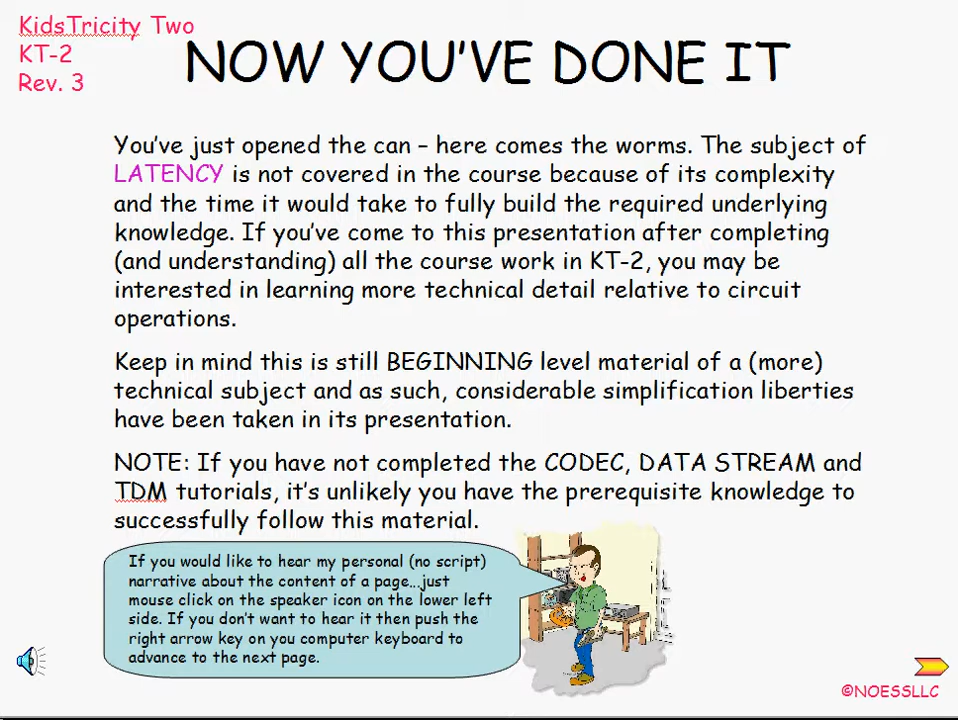 KidsTricity Two
KT-2
Rev. 3
NOW YOU'VE DONE IT
You've just opened the can – here comes the worms. The subject of
LATENCY is not covered in the course because of its complexity
and the time it would take to fully build the required underlying
knowledge. If you've come to this presentation after completing
(and understanding) all the course work in KT-2, you may be
interested in learning more technical detail relative to circuit
operations.
Keep in mind this is still BEGINNING level material of a (more)
technical subject and as such, considerable simplification liberties
have been taken in its presentation.
NOTE: If you have not completed the CODEC, DATA STREAM and
TDM tutorials, it's unlikely you have the prerequisite knowledge to
successfully follow this material.
If you would like to hear my personal (no script)
narrative about the content of a page...just
mouse click on the speaker icon on the lower left
side. If you don't want to hear it then push the
right arrow key on you computer keyboard to
advance to the next page.
©NOESSLLC